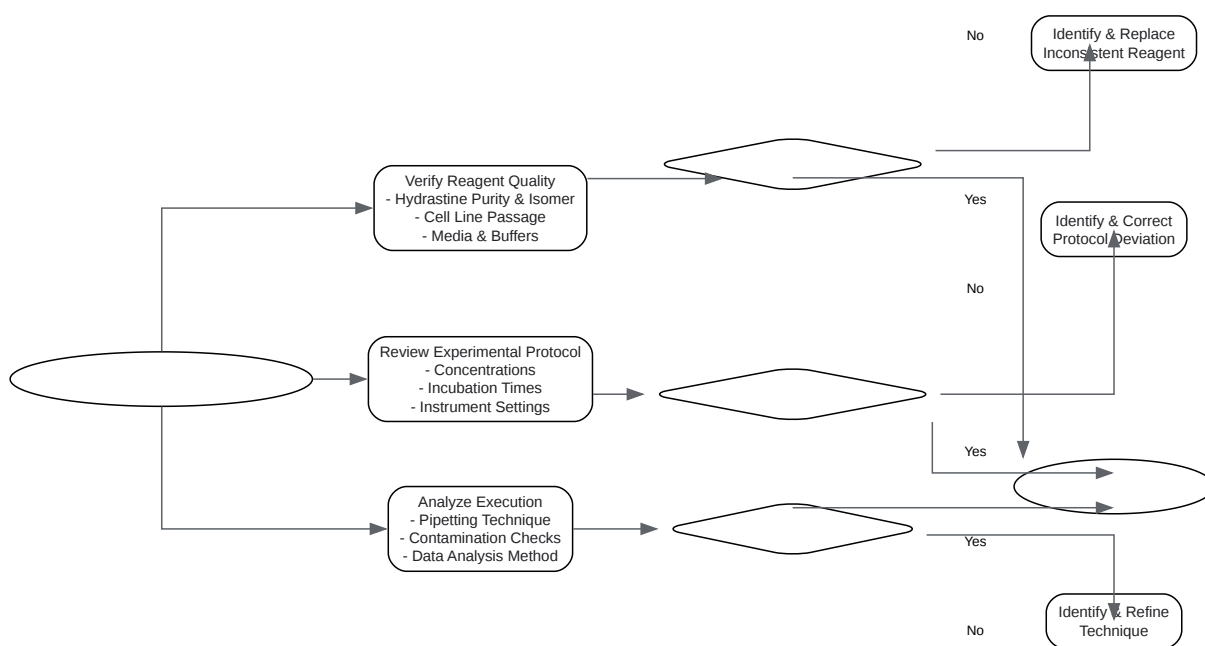 No
Identify & Replace
Inconsistent Reagent
Verify Reagent Quality
- Hydrastine Purity & Isomer
- Cell Line Passage
- Media & Buffers
Yes
Identify & Correct
Protocol Deviation
No
Review Experimental Protocol
- Concentrations
- Incubation Times
- Instrument Settings
Yes
Analyze Execution
- Pipetting Technique
- Contamination Checks
- Data Analysis Method
Yes
Identify & Refine
Technique
No